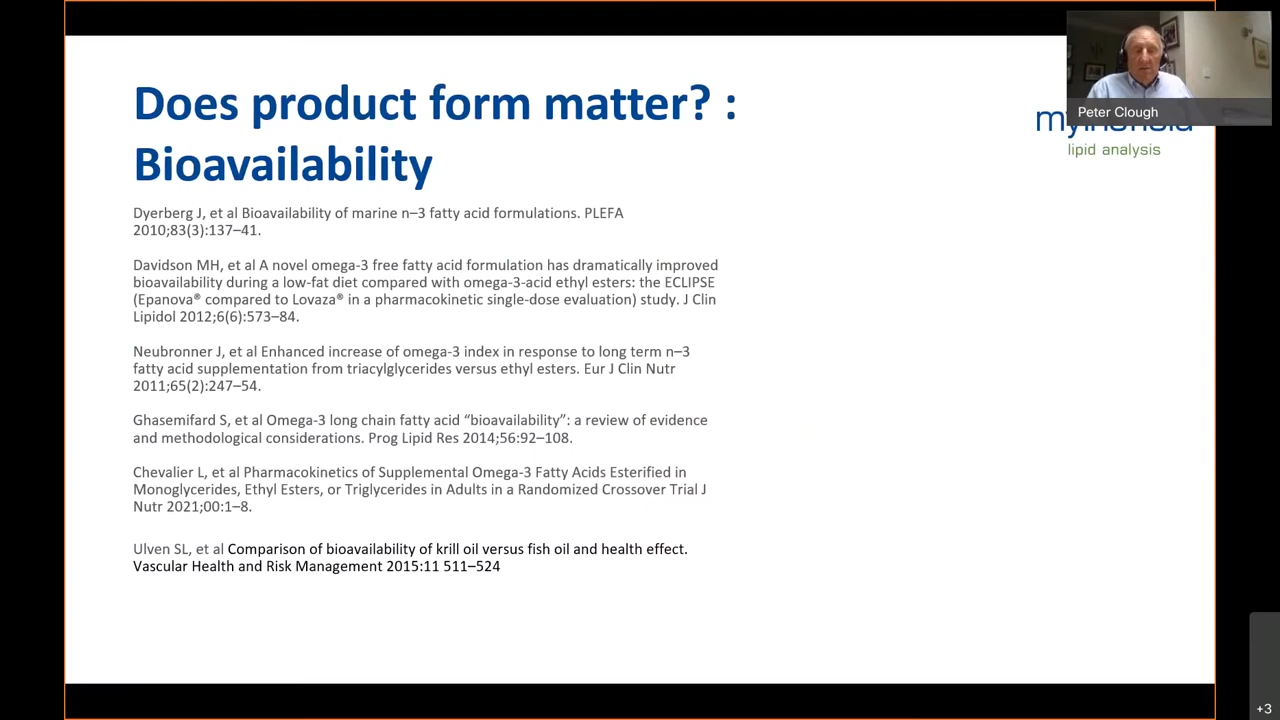 Does product form matter? :
Bioavailability
Dyerberg J, et al Bioavailability of marine n–3 fatty acid formulations. PLEFA
2010;83(3):137–41.
Davidson MH, et al A novel omega-3 free fatty acid formulation has dramatically improved
bioavailability during a low-fat diet compared with omega-3-acid ethyl esters: the ECLIPSE
(Epanova® compared to Lovaza® in a pharmacokinetic single-dose evaluation) study. J Clin
Lipidol 2012;6(6):573–84.
Neubronner J, et al Enhanced increase of omega-3 index in response to long term n–3
fatty acid supplementation from triacylglycerides versus ethyl esters. Eur J Clin Nutr
2011;65(2):247–54.
Ghasemifard S, et al Omega-3 long chain fatty acid “bioavailability”: a review of evidence
and methodological considerations. Prog Lipid Res 2014;56:92–108.
Chevalier L, et al Pharmacokinetics of Supplemental Omega-3 Fatty Acids Esterified in
Monoglycerides, Ethyl Esters, or Triglycerides in Adults in a Randomized Crossover Trial J
Nutr 2021;00:1–8.
Ulven SL, et al Comparison of bioavailability of krill oil versus fish oil and health effect.
Vascular Health and Risk Management 2015:11 511–524
Peter Clough
lipid analysis
+3